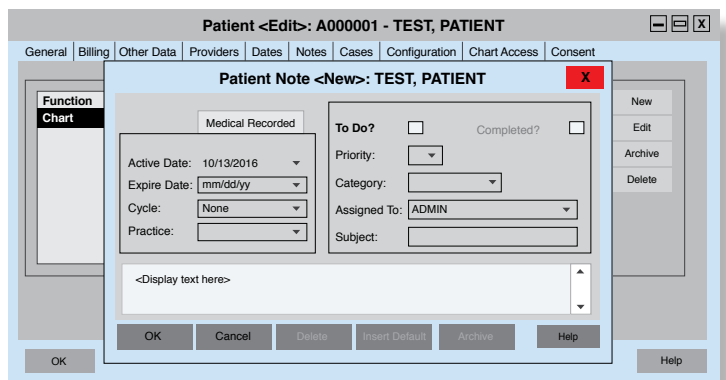 Patient <Edit>: A000001 - TEST, PATIENT
X
General Billing Other Data Providers Dates Notes Cases Configuration Chart Access Consent
Patient Note <New>: TEST, PATIENT
X
Function
Chart
New
Edit
Archive
Delete
Medical Recorded
Active Date: 10/13/2016
Expire Date: mm/dd/yy
Cycle: None
Practice:
To Do? Completed?
Priority:
Category:
Assigned To: ADMIN
Subject:
<Display text here>
OK Cancel Delete Insert Default Archive Help
OK Help